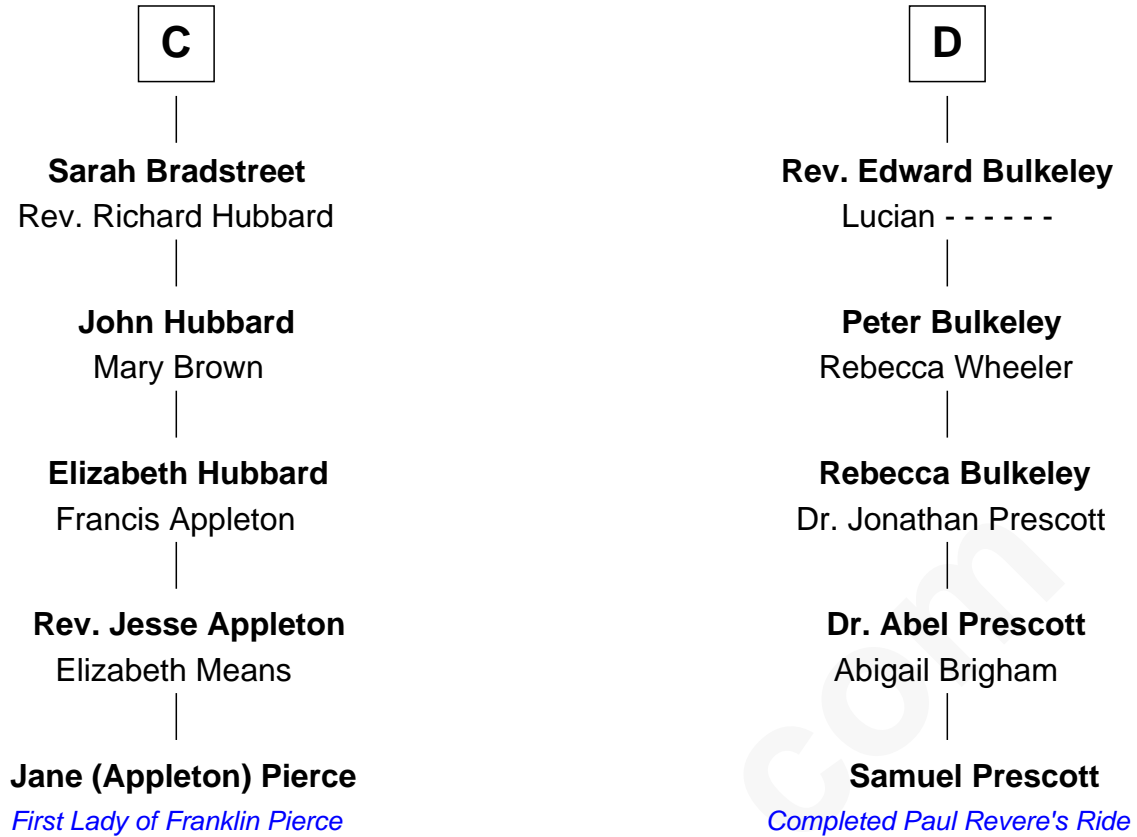 C
Sarah Bradstreet
Rev. Richard Hubbard
John Hubbard
Mary Brown
Elizabeth Hubbard
Francis Appleton
Rev. Jesse Appleton
Elizabeth Means
Jane (Appleton) Pierce
First Lady of Franklin Pierce
D
Rev. Edward Bulkeley
Lucian - - - - - -
Peter Bulkeley
Rebecca Wheeler
Rebecca Bulkeley
Dr. Jonathan Prescott
Dr. Abel Prescott
Abigail Brigham
Samuel Prescott
Completed Paul Revere's Ride
com